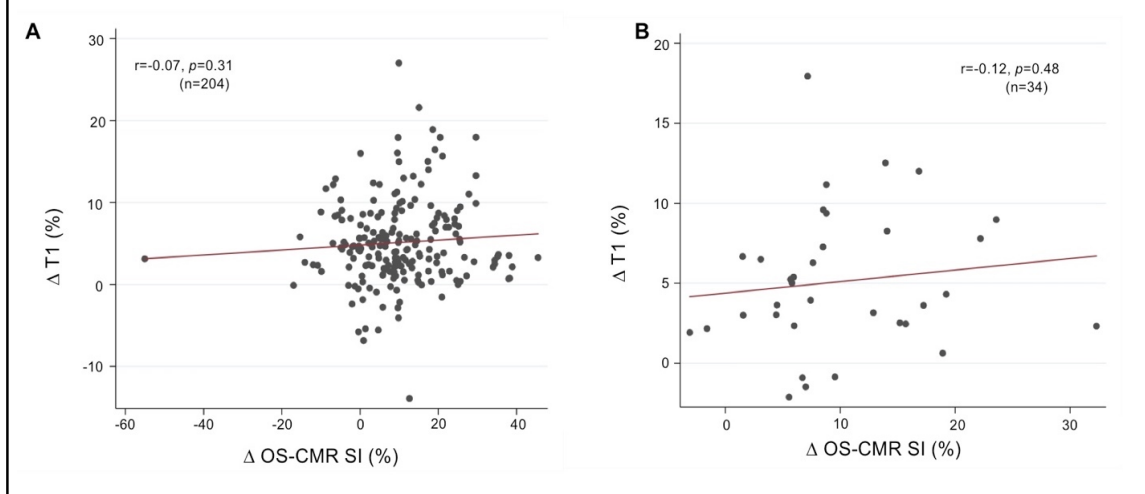 A
r=-0.07, p=0.31
(n=204)
30
20
10
0
-10
Δ T1 (%)
-60 -40 -20 0 20 40
Δ OS-CMR SI (%)
B
r=-0.12, p=0.48
(n=34)
20
15
10
5
0
Δ T1 (%)
0 10 20 30
Δ OS-CMR SI (%)